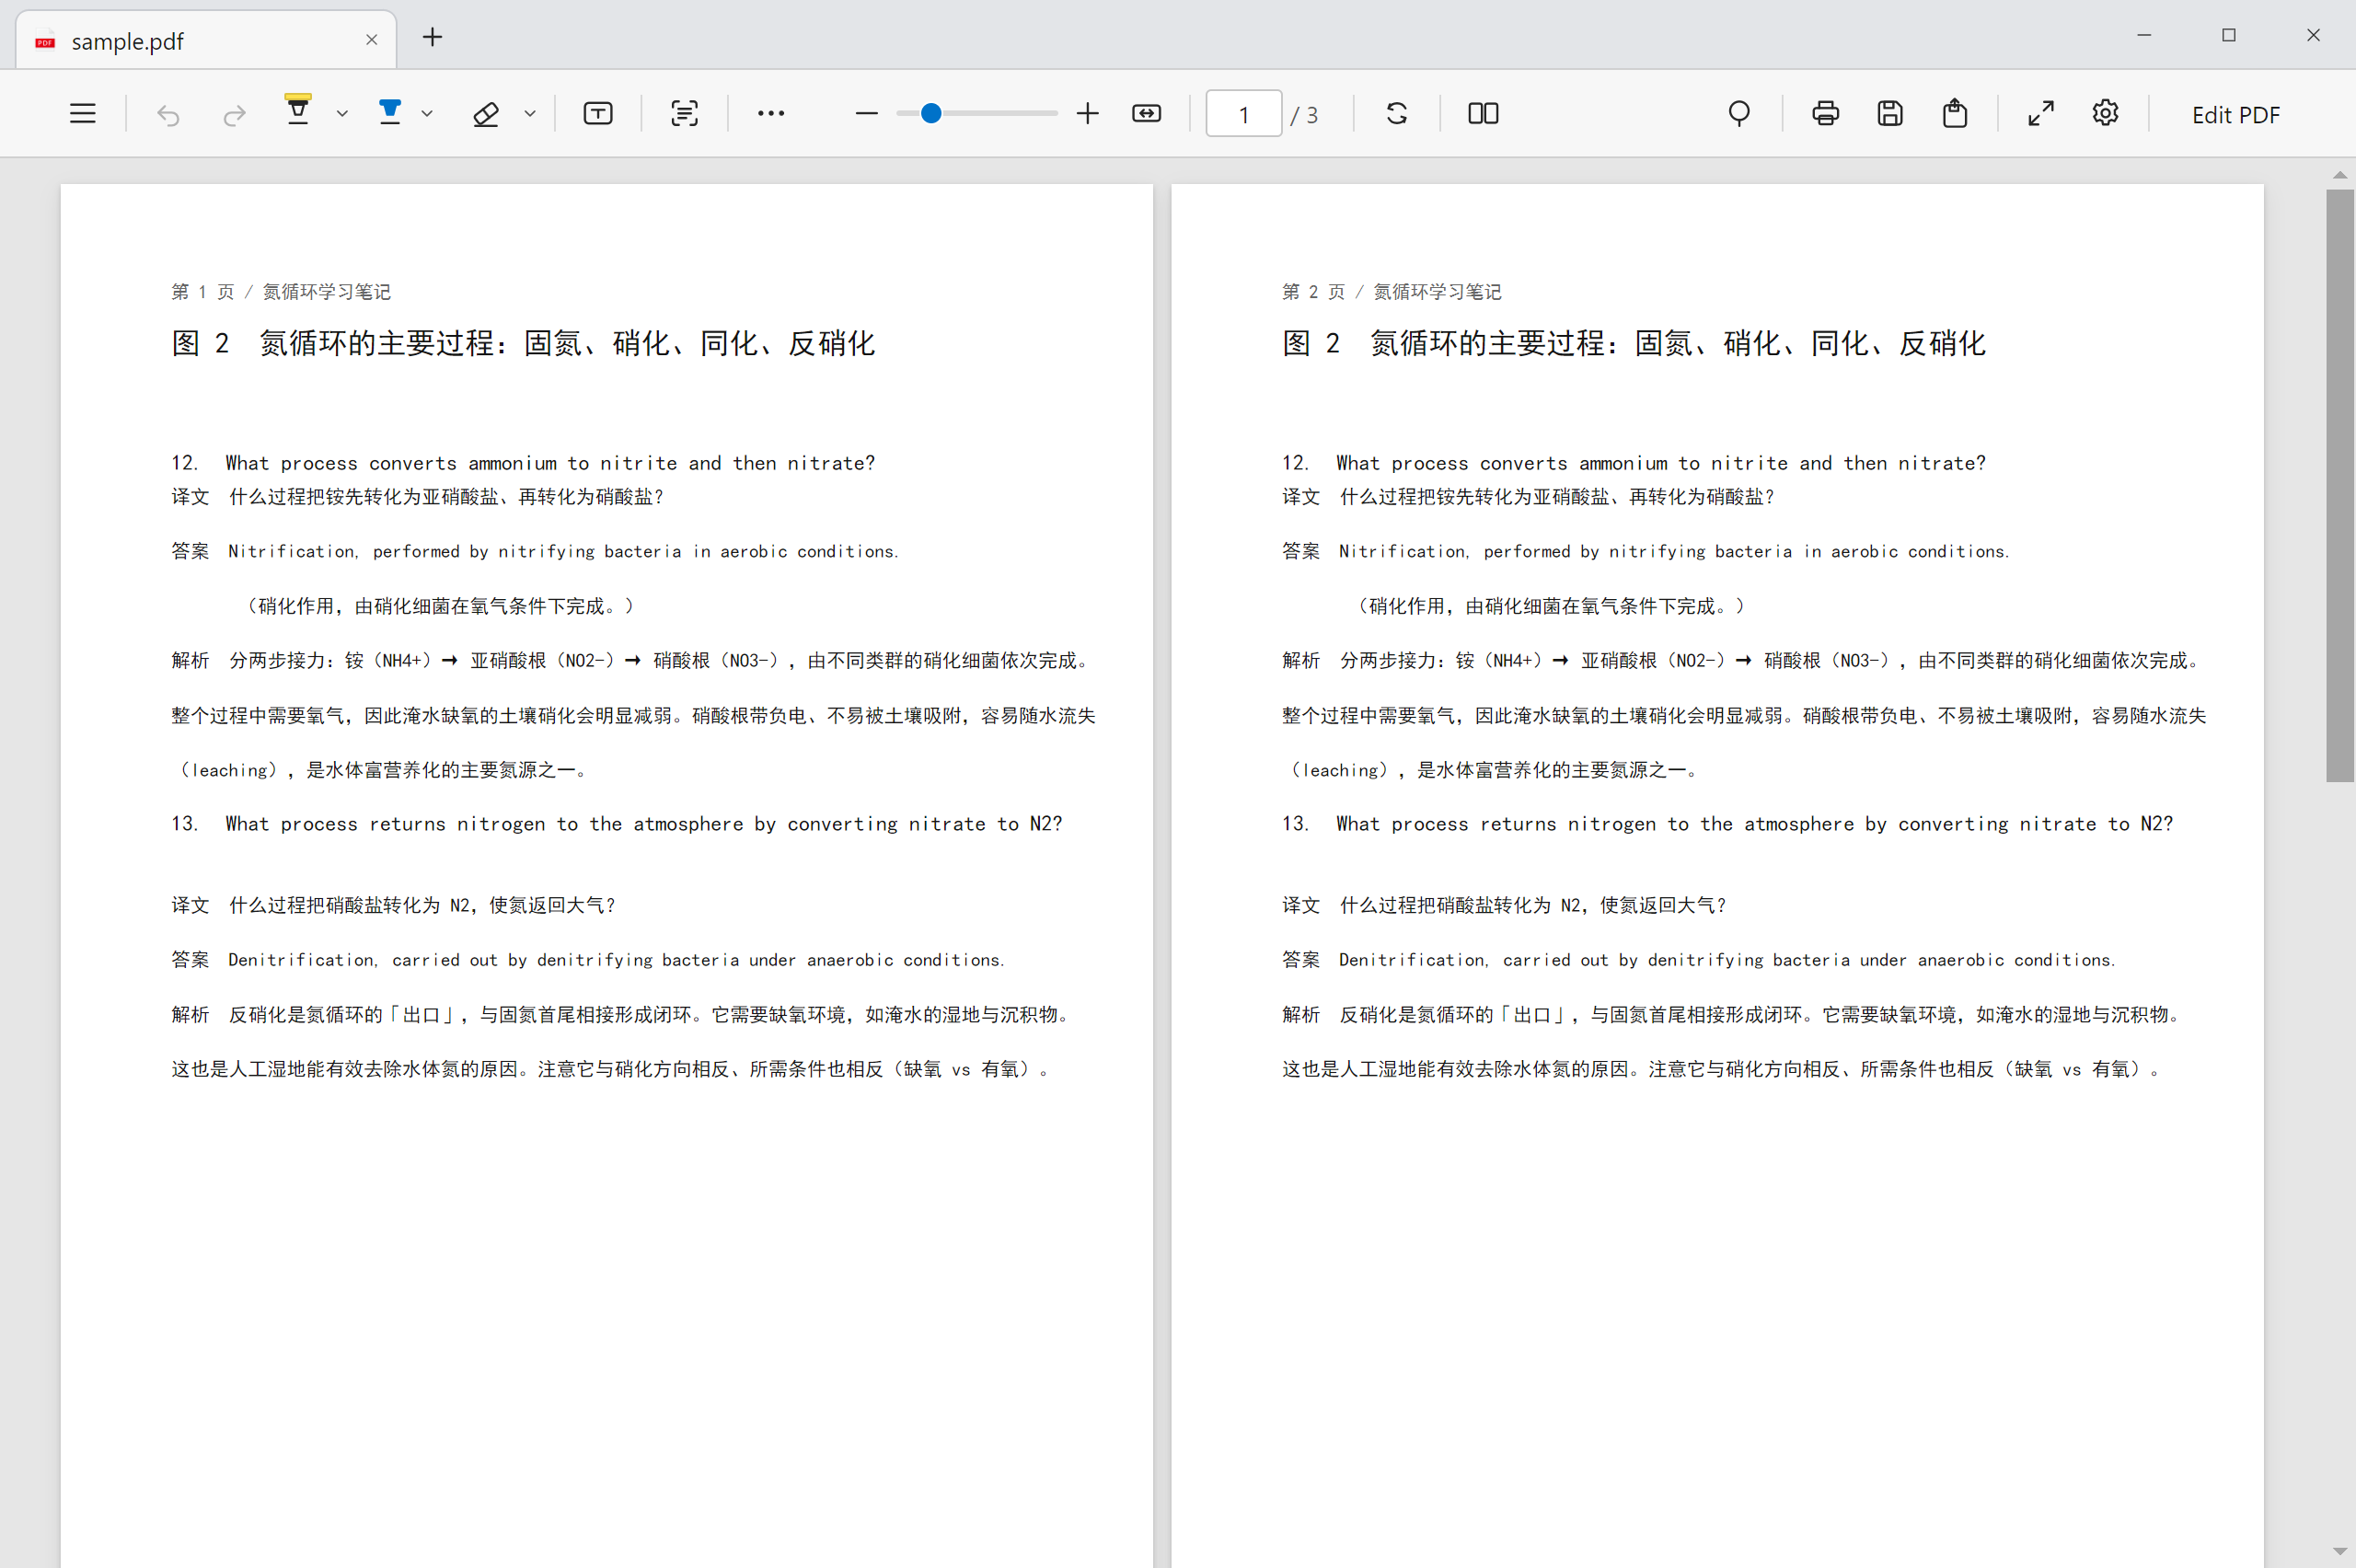 sample.pdf
1 / 3
Edit PDF
第 1 页 / 氮循环学习笔记
图 2 氮循环的主要过程：固氮、硝化、同化、反硝化
12. What process converts ammonium to nitrite and then nitrate?
译文 什么过程把铵先转化为亚硝酸盐、再转化为硝酸盐？
答案 Nitrification, performed by nitrifying bacteria in aerobic conditions.
（硝化作用，由硝化细菌在氧气条件下完成。）
解析 分两步接力：铵（NH4+）→ 亚硝酸根（NO2-）→ 硝酸根（NO3-），由不同类群的硝化细菌依次完成。
整个过程中需要氧气，因此淹水缺氧的土壤硝化会明显减弱。硝酸根带负电、不易被土壤吸附，容易随水流失
（leaching），是水体富营养化的主要氮源之一。
13. What process returns nitrogen to the atmosphere by converting nitrate to N2?
译文 什么过程把硝酸盐转化为 N2，使氮返回大气？
答案 Denitrification, carried out by denitrifying bacteria under anaerobic conditions.
解析 反硝化是氮循环的「出口」，与固氮首尾相接形成闭环。它需要缺氧环境，如淹水的湿地与沉积物。
这也是人工湿地能有效去除水体氮的原因。注意它与硝化方向相反、所需条件也相反（缺氧 vs 有氧）。
第 2 页 / 氮循环学习笔记
图 2 氮循环的主要过程：固氮、硝化、同化、反硝化
12. What process converts ammonium to nitrite and then nitrate?
译文 什么过程把铵先转化为亚硝酸盐、再转化为硝酸盐？
答案 Nitrification, performed by nitrifying bacteria in aerobic conditions.
（硝化作用，由硝化细菌在氧气条件下完成。）
解析 分两步接力：铵（NH4+）→ 亚硝酸根（NO2-）→ 硝酸根（NO3-），由不同类群的硝化细菌依次完成。
整个过程中需要氧气，因此淹水缺氧的土壤硝化会明显减弱。硝酸根带负电、不易被土壤吸附，容易随水流失
（leaching），是水体富营养化的主要氮源之一。
13. What process returns nitrogen to the atmosphere by converting nitrate to N2?
译文 什么过程把硝酸盐转化为 N2，使氮返回大气？
答案 Denitrification, carried out by denitrifying bacteria under anaerobic conditions.
解析 反硝化是氮循环的「出口」，与固氮首尾相接形成闭环。它需要缺氧环境，如淹水的湿地与沉积物。
这也是人工湿地能有效去除水体氮的原因。注意它与硝化方向相反、所需条件也相反（缺氧 vs 有氧）。